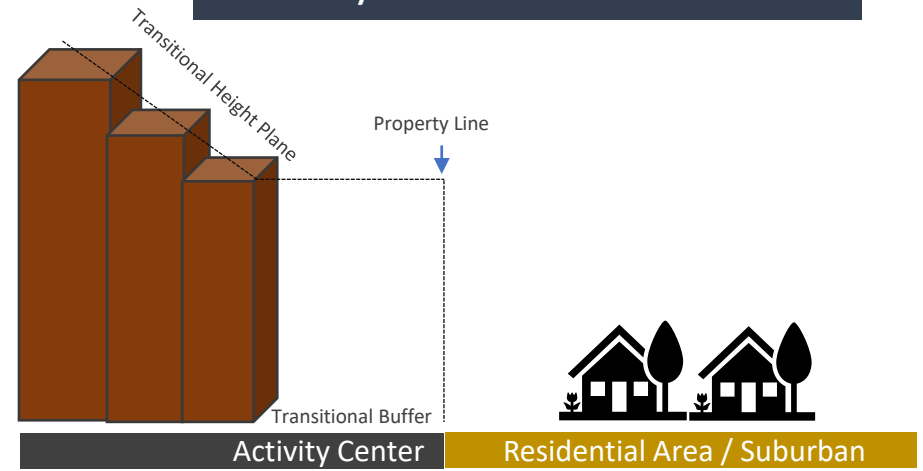 Transitional Height Plane
Property Line
Transitional Buffer
Activity Center
Residential Area / Suburban